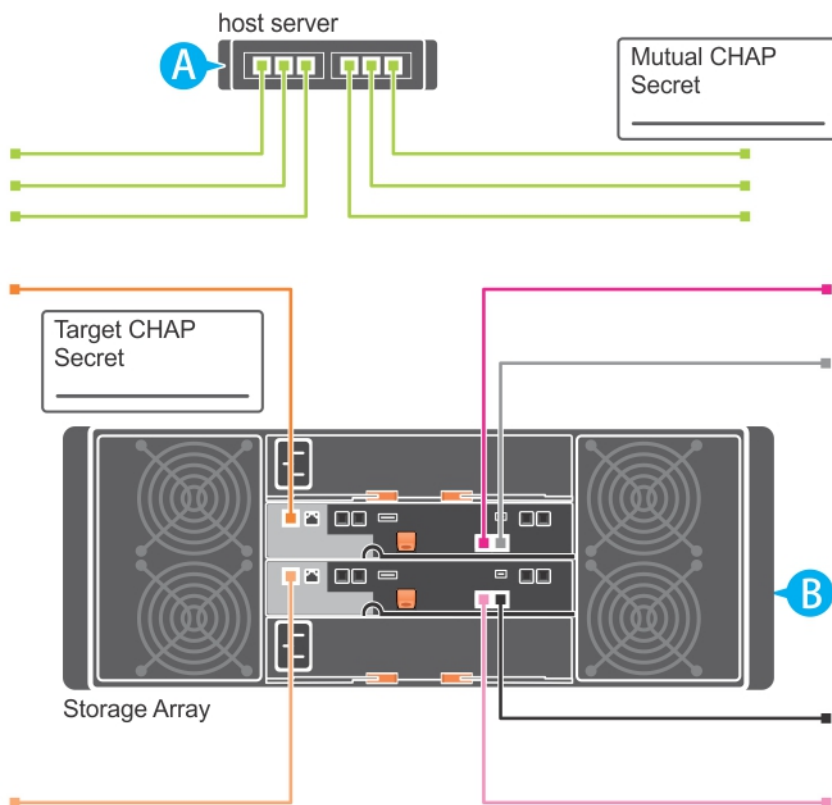 host server
A
Mutual CHAP
Secret
Target CHAP
Secret
B
Storage Array